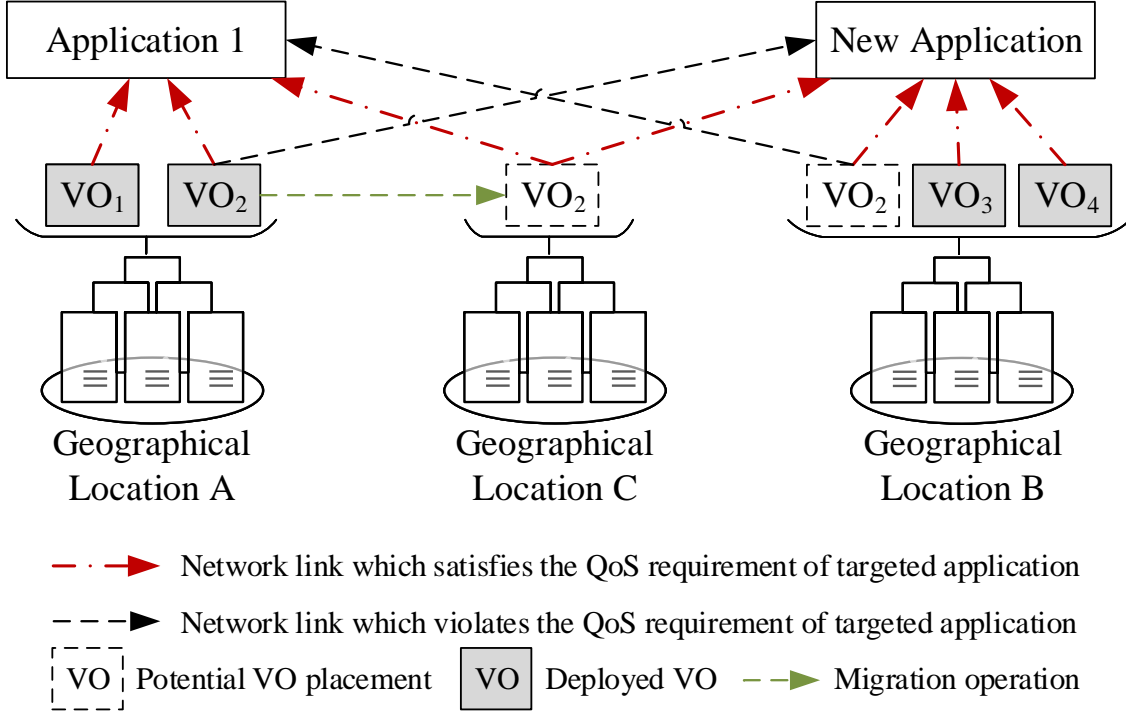 Application 1
New Application
VO₁
VO₂
VO₂
VO₂
VO₃
VO₄
Geographical
Location A
Geographical
Location C
Geographical
Location B
Network link which satisfies the QoS requirement of targeted application
Network link which violates the QoS requirement of targeted application
VO Potential VO placement
VO Deployed VO
Migration operation